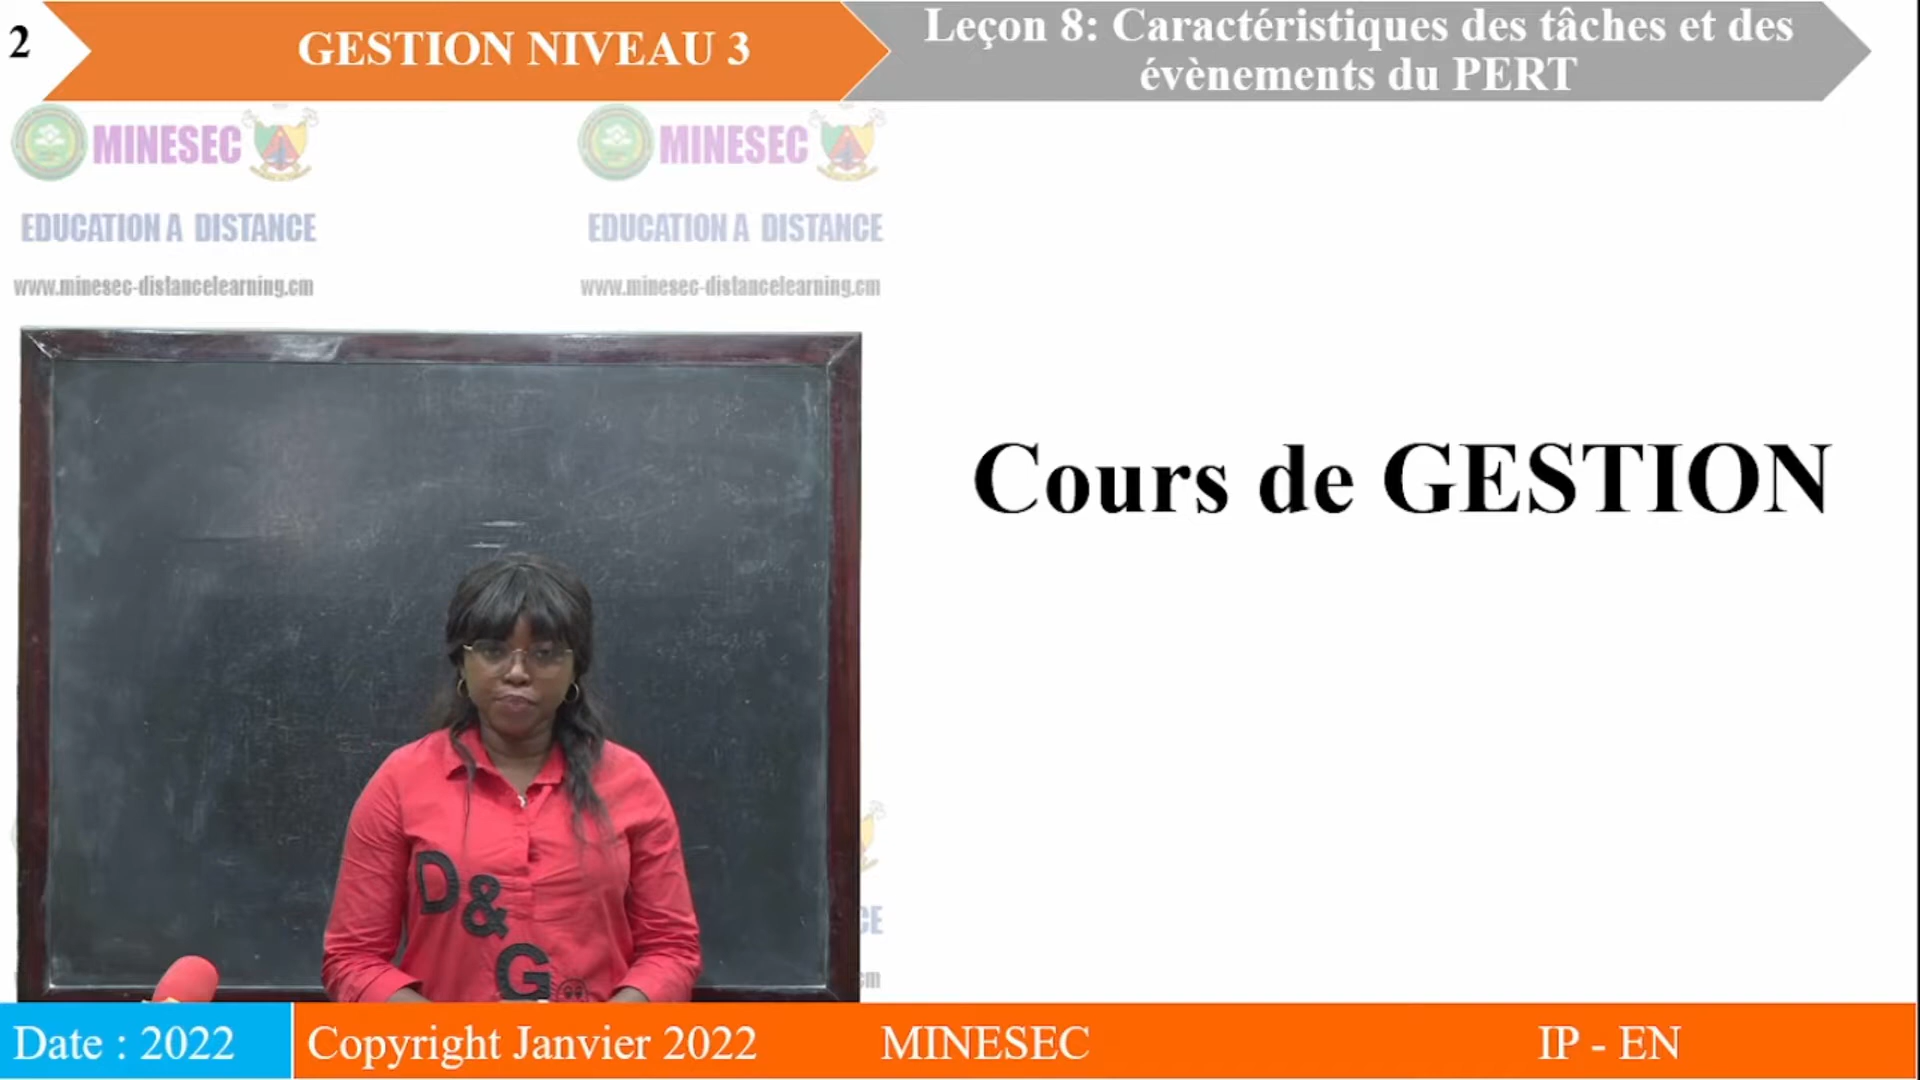 2
GESTION NIVEAU 3
Leçon 8: Caractéristiques des tâches et des
évènements du PERT
MINESEC
EDUCATION A DISTANCE
www.minesec-distancelearning.cm
MINESEC
EDUCATION A DISTANCE
www.minesec-distancelearning.cm
Cours de GESTION
D&
G
CE
cm
Date : 2022
Copyright Janvier 2022
MINESEC
IP - EN